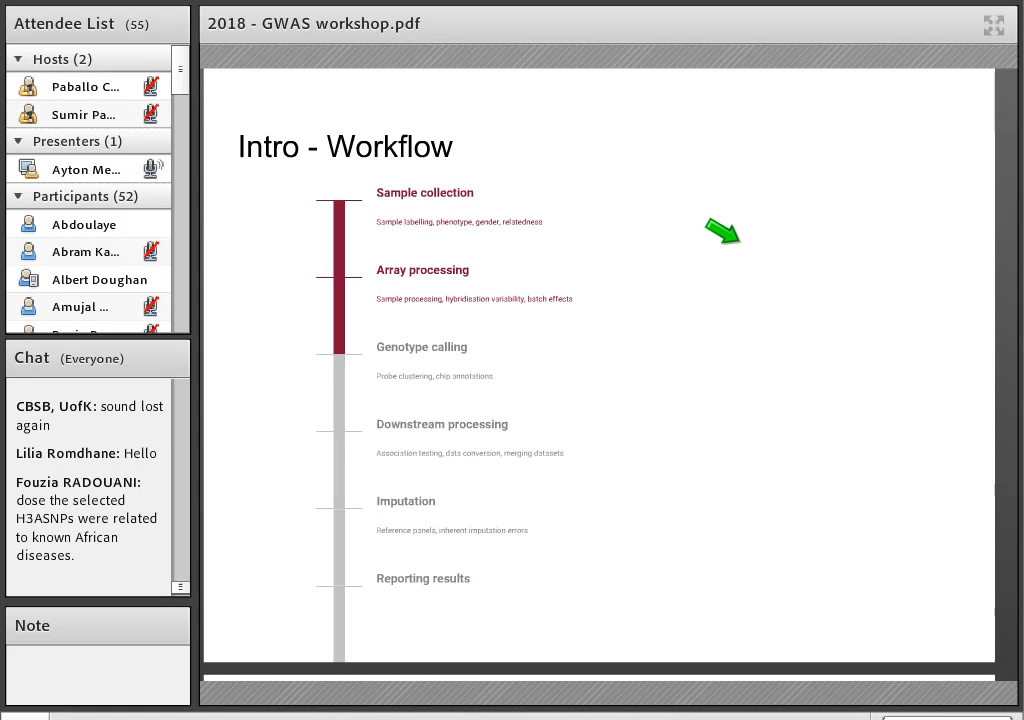 Attendee List (55)
Hosts (2)
Paballo C...
Sumir Pa...
Presenters (1)
Ayton Me...
Participants (52)
Abdoulaye
Abram Ka...
Albert Doughan
Amujal ...
Chat (Everyone)
CBSB, UofK: sound lost
again
Lilia Romdhane: Hello
Fouzia RADOUANI:
dose the selected
H3ASNPs were related
to known African
diseases.
Note
2018 - GWAS workshop.pdf
Intro - Workflow
Sample collection
Sample labelling, phenotype, gender, relatedness
Array processing
Sample processing, hybridisation variability, batch effects
Genotype calling
Probe clustering, chip annotations
Downstream processing
Association testing, data conversion, merging datasets
Imputation
Reference panels, inherent imputation errors
Reporting results